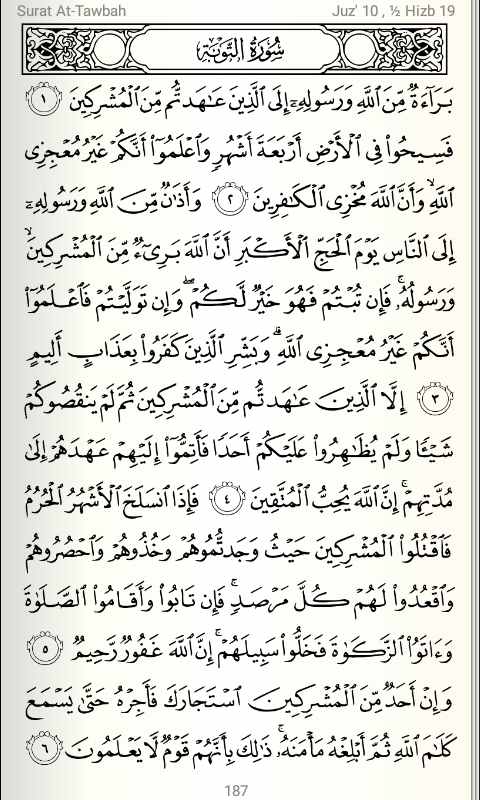 Surat At-Tawbah
Juz' 10 , ½ Hizb 19
سُورَةُ التَّوْبَةِ
بَرَآءَةٌ مِّنَ ٱللَّهِ وَرَسُولِهِۦٓ إِلَى ٱلَّذِينَ عَٰهَدتُّم مِّنَ ٱلْمُشْرِكِينَ ١
فَسِيحُوا۟ فِى ٱلْأَرْضِ أَرْبَعَةَ أَشْهُرٍ وَٱعْلَمُوٓا۟ أَنَّكُمْ غَيْرُ مُعْجِزِى
ٱللَّهِ ۙ وَأَنَّ ٱللَّهَ مُخْزِى ٱلْكَٰفِرِينَ ٢ وَأَذَٰنٌ مِّنَ ٱللَّهِ وَرَسُولِهِۦٓ
إِلَى ٱلنَّاسِ يَوْمَ ٱلْحَجِّ ٱلْأَكْبَرِ أَنَّ ٱللَّهَ بَرِىٓءٌ مِّنَ ٱلْمُشْرِكِينَ ۙ
وَرَسُولُهُۥ ۚ فَإِن تُبْتُمْ فَهُوَ خَيْرٌ لَّكُمْ ۖ وَإِن تَوَلَّيْتُمْ فَٱعْلَمُوٓا۟
أَنَّكُمْ غَيْرُ مُعْجِزِى ٱللَّهِ ۗ وَبَشِّرِ ٱلَّذِينَ كَفَرُوا۟ بِعَذَابٍ أَلِيمٍ
٣ إِلَّا ٱلَّذِينَ عَٰهَدتُّم مِّنَ ٱلْمُشْرِكِينَ ثُمَّ لَمْ يَنقُصُوكُمْ
شَيْـًٔا وَلَمْ يُظَٰهِرُوا۟ عَلَيْكُمْ أَحَدًا فَأَتِمُّوٓا۟ إِلَيْهِمْ عَهْدَهُمْ إِلَىٰ
مُدَّتِهِمْ ۚ إِنَّ ٱللَّهَ يُحِبُّ ٱلْمُتَّقِينَ ٤ فَإِذَا ٱنسَلَخَ ٱلْأَشْهُرُ ٱلْحُرُمُ
فَٱقْتُلُوا۟ ٱلْمُشْرِكِينَ حَيْثُ وَجَدتُّمُوهُمْ وَخُذُوهُمْ وَٱحْصُرُوهُمْ
وَٱقْعُدُوا۟ لَهُمْ كُلَّ مَرْصَدٍ ۚ فَإِن تَابُوا۟ وَأَقَامُوا۟ ٱلصَّلَوٰةَ
وَءَاتَوُا۟ ٱلزَّكَوٰةَ فَخَلُّوا۟ سَبِيلَهُمْ ۚ إِنَّ ٱللَّهَ غَفُورٌ رَّحِيمٌ ٥
وَإِنْ أَحَدٌ مِّنَ ٱلْمُشْرِكِينَ ٱسْتَجَارَكَ فَأَجِرْهُ حَتَّىٰ يَسْمَعَ
كَلَٰمَ ٱللَّهِ ثُمَّ أَبْلِغْهُ مَأْمَنَهُۥ ۚ ذَٰلِكَ بِأَنَّهُمْ قَوْمٌ لَّا يَعْلَمُونَ ٦
187